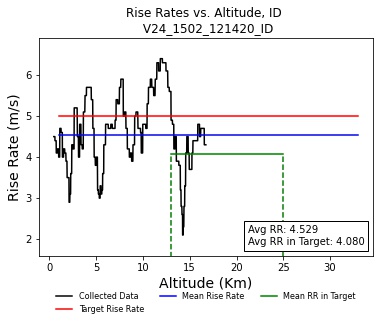 Rise Rates vs. Altitude, ID
V24_1502_121420_ID
Rise Rate (m/s)
6
5
4
3
2
Avg RR: 4.529
Avg RR in Target: 4.080
0 5 10 15 20 25 30
Altitude (Km)
Collected Data Mean Rise Rate Mean RR in Target
Target Rise Rate